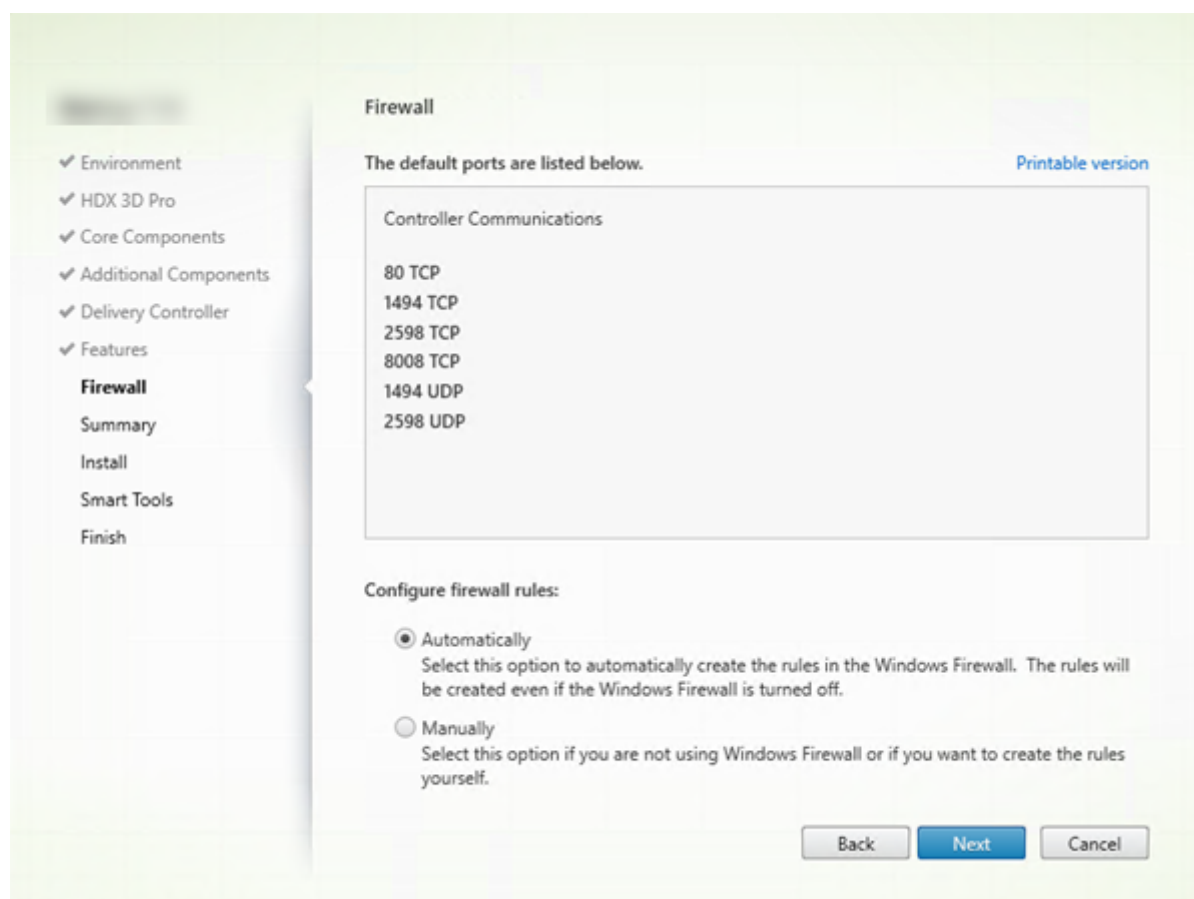 Environment
HDX 3D Pro
Core Components
Additional Components
Delivery Controller
Features
Firewall
Summary
Install
Smart Tools
Finish
Firewall
The default ports are listed below.
Printable version
Controller Communications
80 TCP
1494 TCP
2598 TCP
8008 TCP
1494 UDP
2598 UDP
Configure firewall rules:
Automatically
Select this option to automatically create the rules in the Windows Firewall. The rules will
be created even if the Windows Firewall is turned off.
Manually
Select this option if you are not using Windows Firewall or if you want to create the rules
yourself.
Back
Next
Cancel